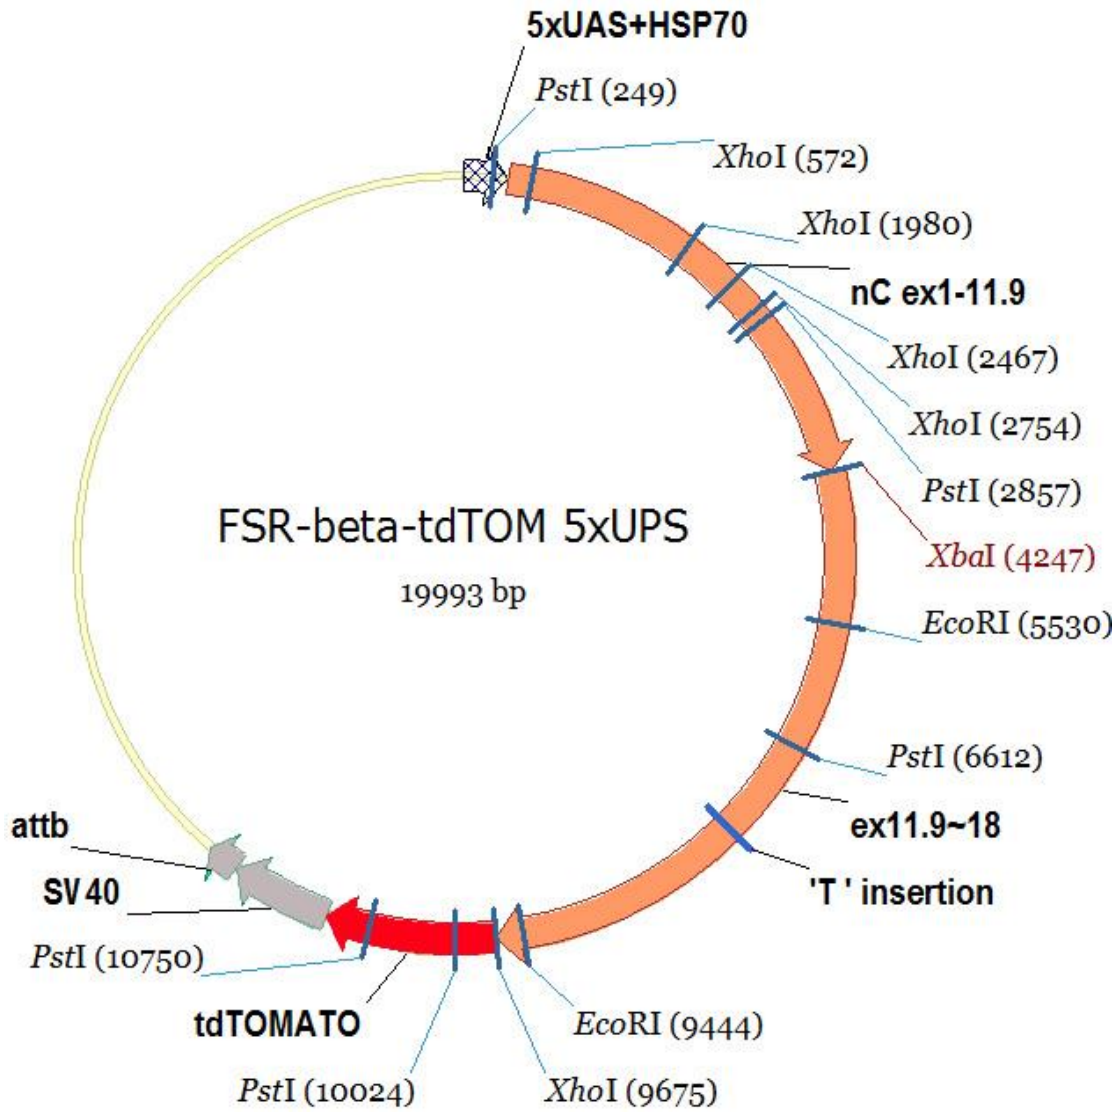 5xUAS+HSP70
PstI (249)
XhoI (572)
XhoI (1980)
nC ex1-11.9
XhoI (2467)
XhoI (2754)
PstI (2857)
XbaI (4247)
FSR-beta-tdTOM 5xUPS
19993 bp
EcoRI (5530)
PstI (6612)
ex11.9~18
'T ' insertion
attb
SV40
PstI (10750)
tdTOMATO
EcoRI (9444)
PstI (10024)
XhoI (9675)